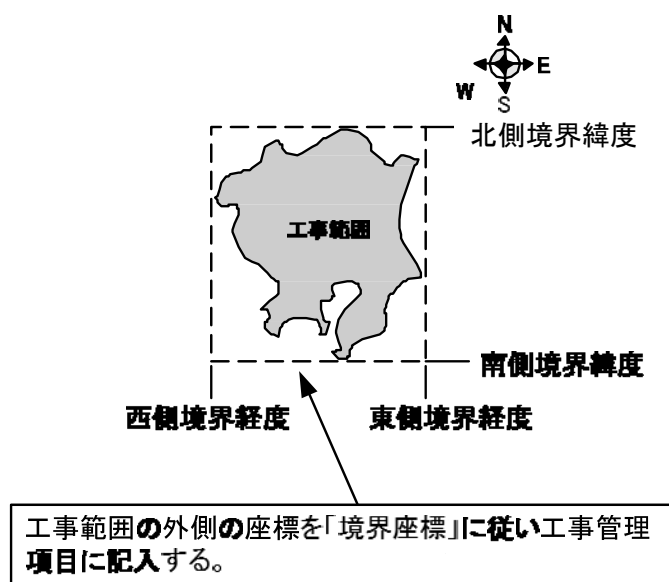 N
W
E
S
北側境界緯度
工事範囲
南側境界緯度
西側境界経度
東側境界経度
工事範囲の外側の座標を「境界座標」に従い工事管理
項目に記入する。